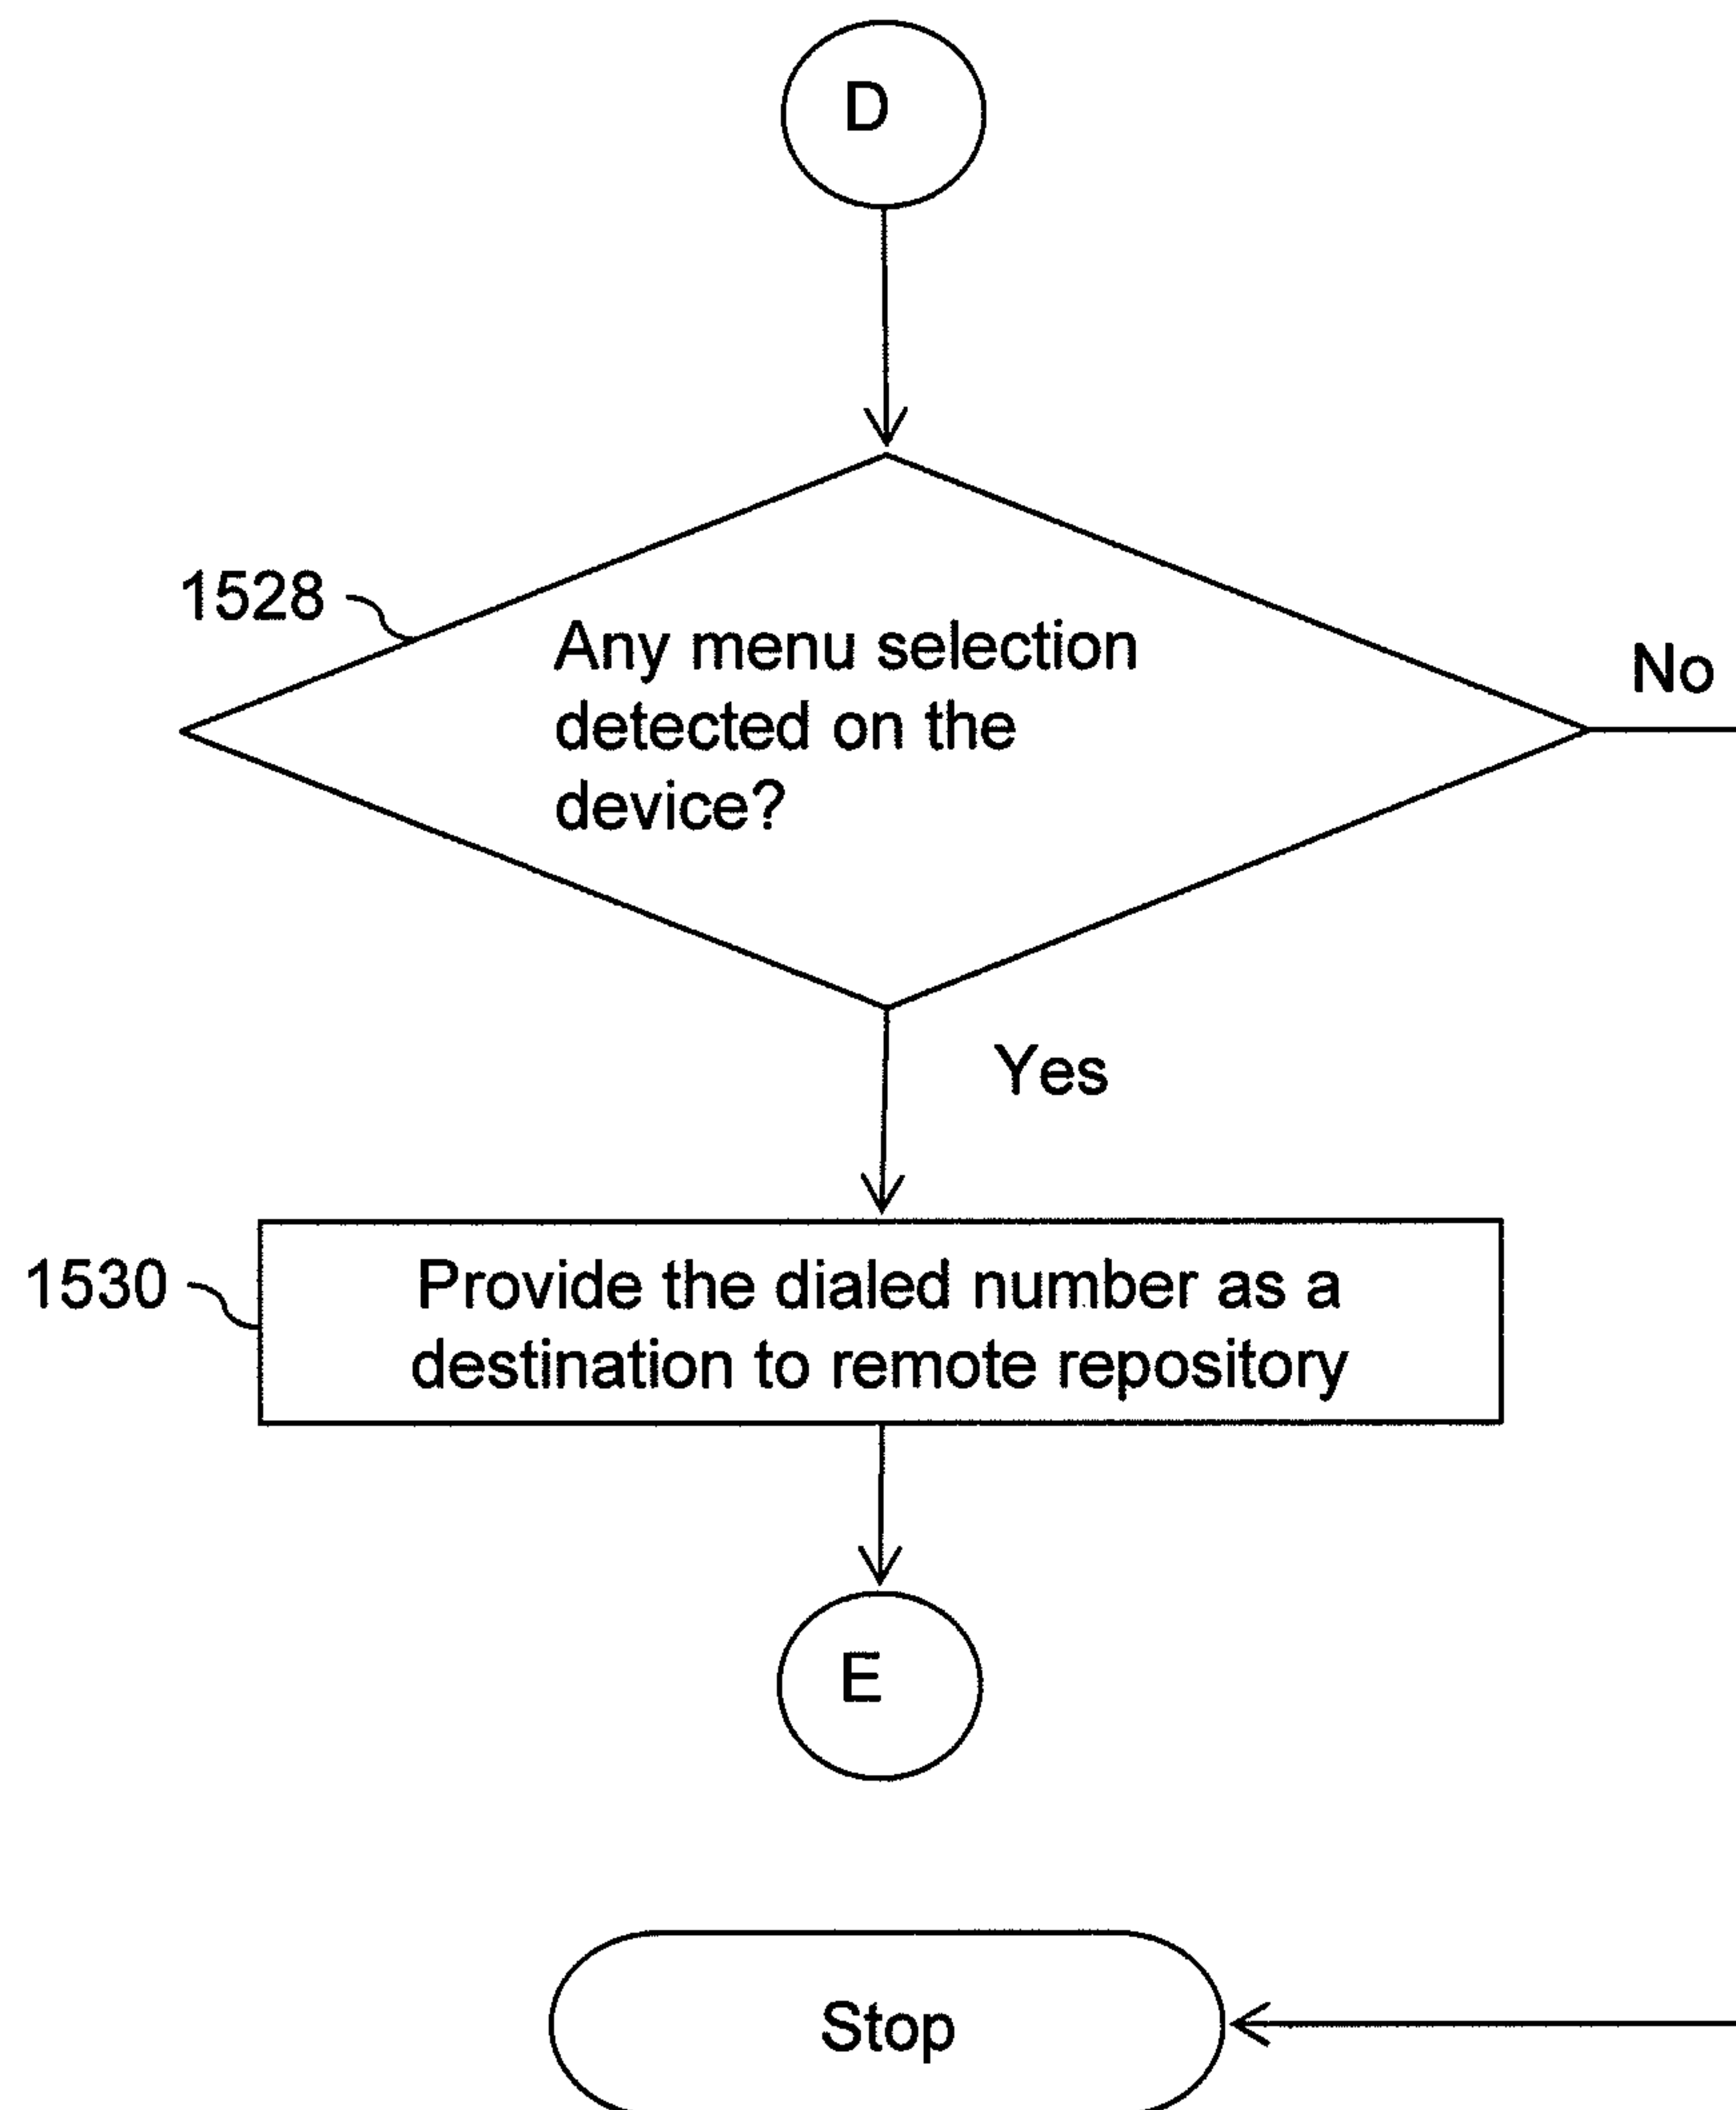 D
1528
Any menu selection
detected on the
device?
No
Yes
1530
Provide the dialed number as a
destination to remote repository
E
Stop